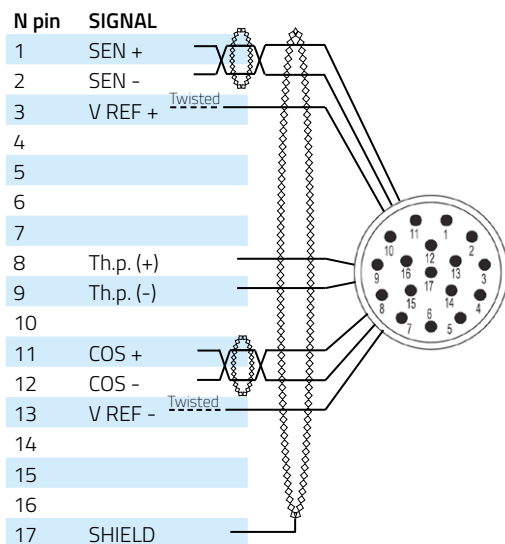 N pin SIGNAL
1 SEN +
2 SEN -
3 V REF + Twisted
4
5
6
7
8 Th.p. (+)
9 Th.p. (-)
10
11 COS +
12 COS -
13 V REF - Twisted
14
15
16
17 SHIELD
11 1
10 12 2
9 16 13 3
17
8 15 14 4
7 6 5